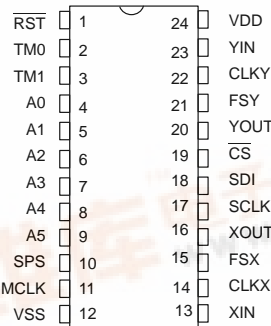 RST 1 24 VDD
TM0 2 23 YIN
TM1 3 22 CLKY
A0 4 21 FSY
A1 5 20 YOUT
A2 6 19 CS
A3 7 18 SDI
A4 8 17 SCLK
A5 9 16 XOUT
SPS 10 15 FSX
MCLK 11 14 CLKX
VSS 12 13 XIN